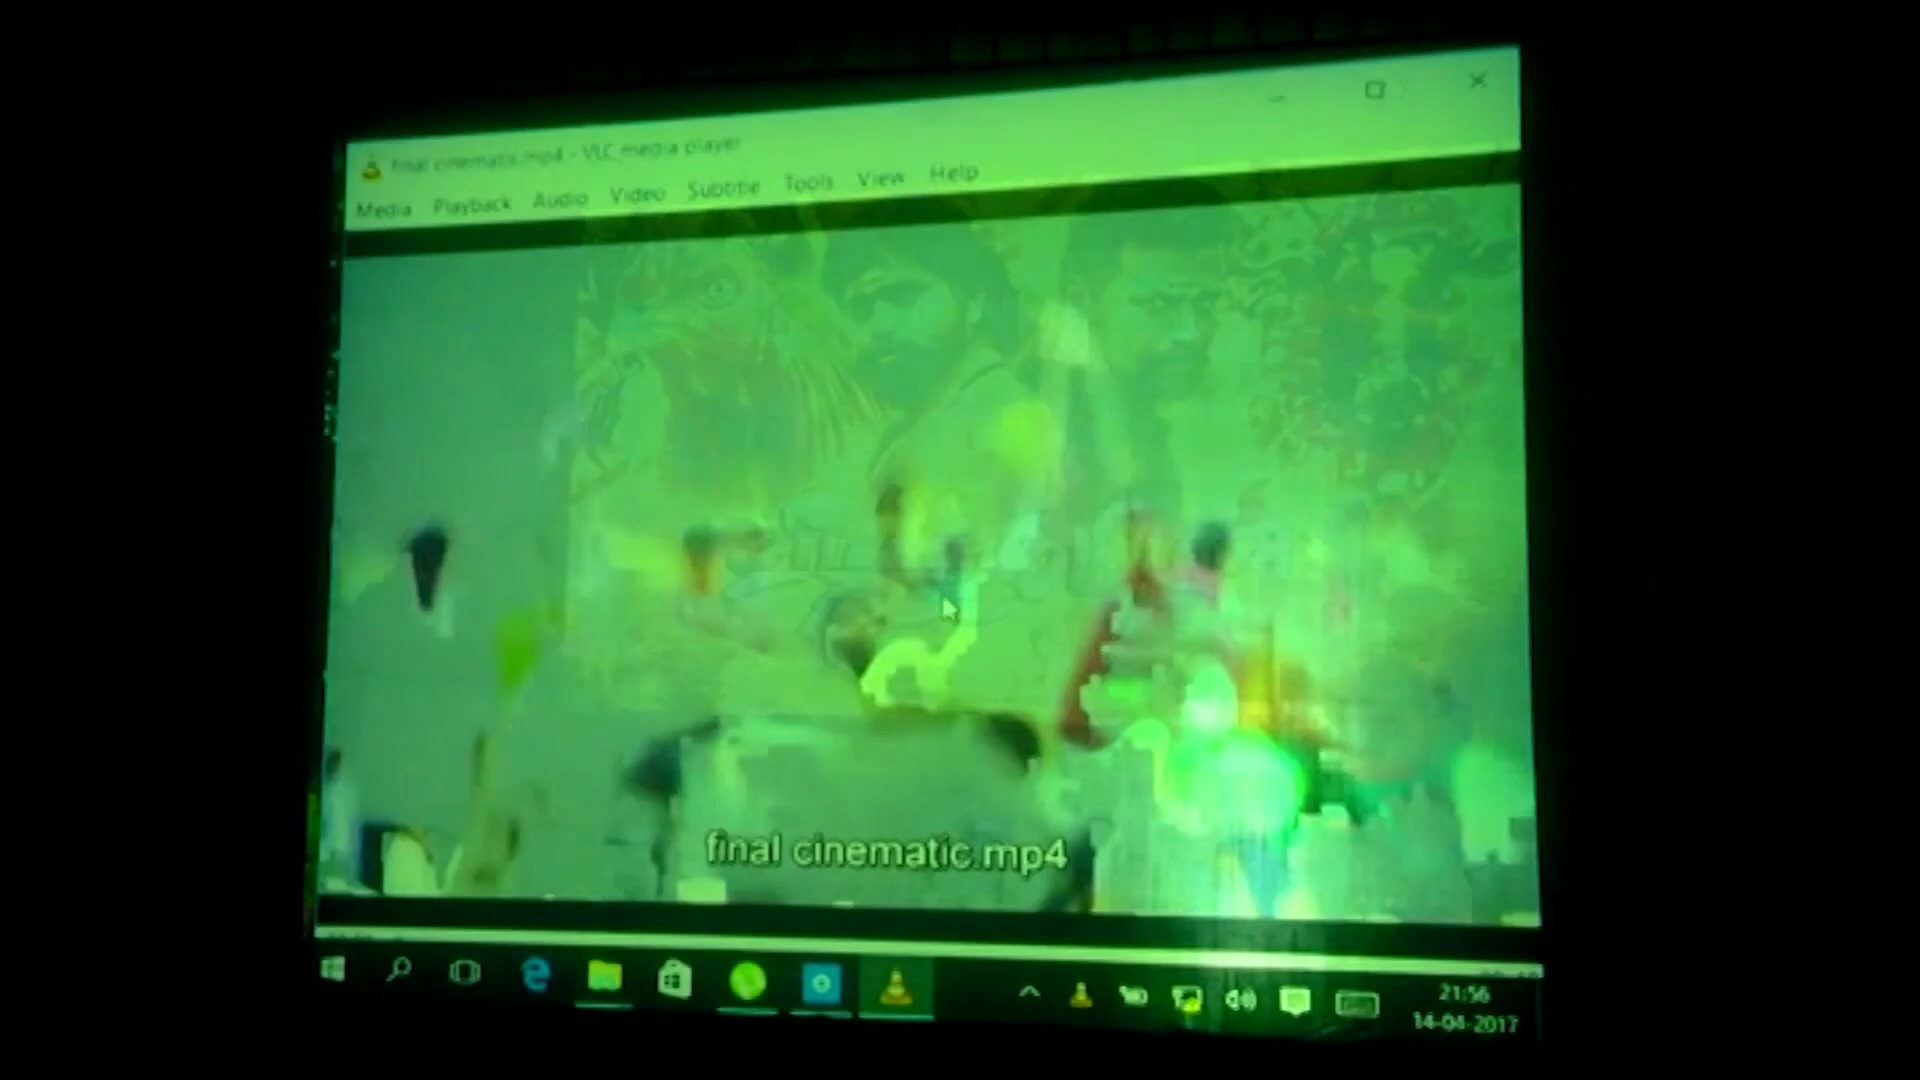 final cinematic.mp4 - VLC media player
Media Playback Audio Video Subtitle Tools View Help
final cinematic.mp4
21:56
14-04-2017